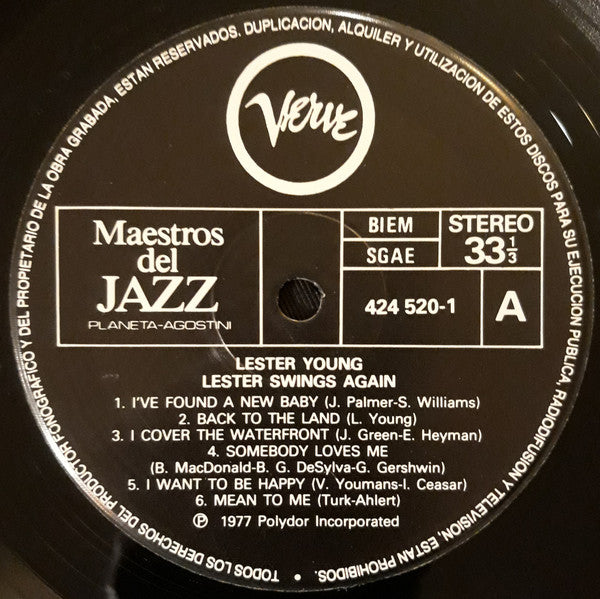 TODOS LOS DERECHOS DEL PRODUCTOR FONOGRAFICO Y DEL PROPIETARIO DE LA OBRA GRABADA, ESTAN RESERVADOS. DUPLICACION, ALQUILER Y UTILIZACION DE ESTOS DISCOS PARA SU EJECUCION PUBLICA, RADIODIFUSION Y TELEVISION, ESTAN PROHIBIDOS. •
Verve
Maestros
del
JAZZ
PLANETA-AGOSTINI
BIEM
SGAE
STEREO
33 1/3
424 520-1
A
LESTER YOUNG
LESTER SWINGS AGAIN
1. I'VE FOUND A NEW BABY (J. Palmer-S. Williams)
2. BACK TO THE LAND (L. Young)
3. I COVER THE WATERFRONT (J. Green-E. Heyman)
4. SOMEBODY LOVES ME
(B. MacDonald-B. G. DeSylva-G. Gershwin)
5. I WANT TO BE HAPPY (V. Youmans-I. Ceasar)
6. MEAN TO ME (Turk-Ahlert)
℗ 1977 Polydor Incorporated